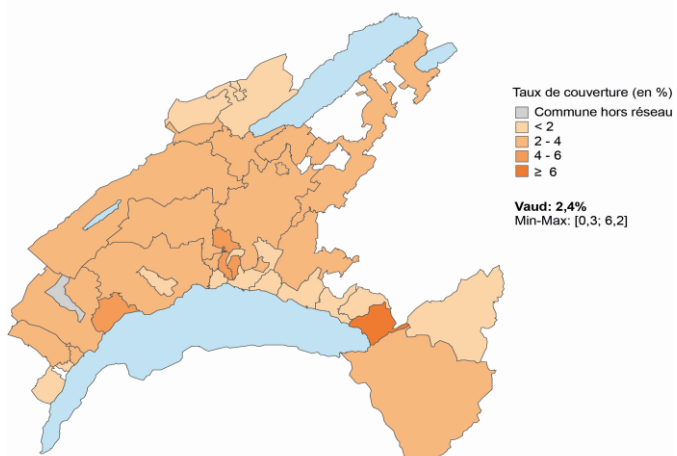 Taux de couverture (en %)
Commune hors réseau
< 2
2 - 4
4 - 6
≥ 6
Vaud: 2,4%
Min-Max: [0,3; 6,2]